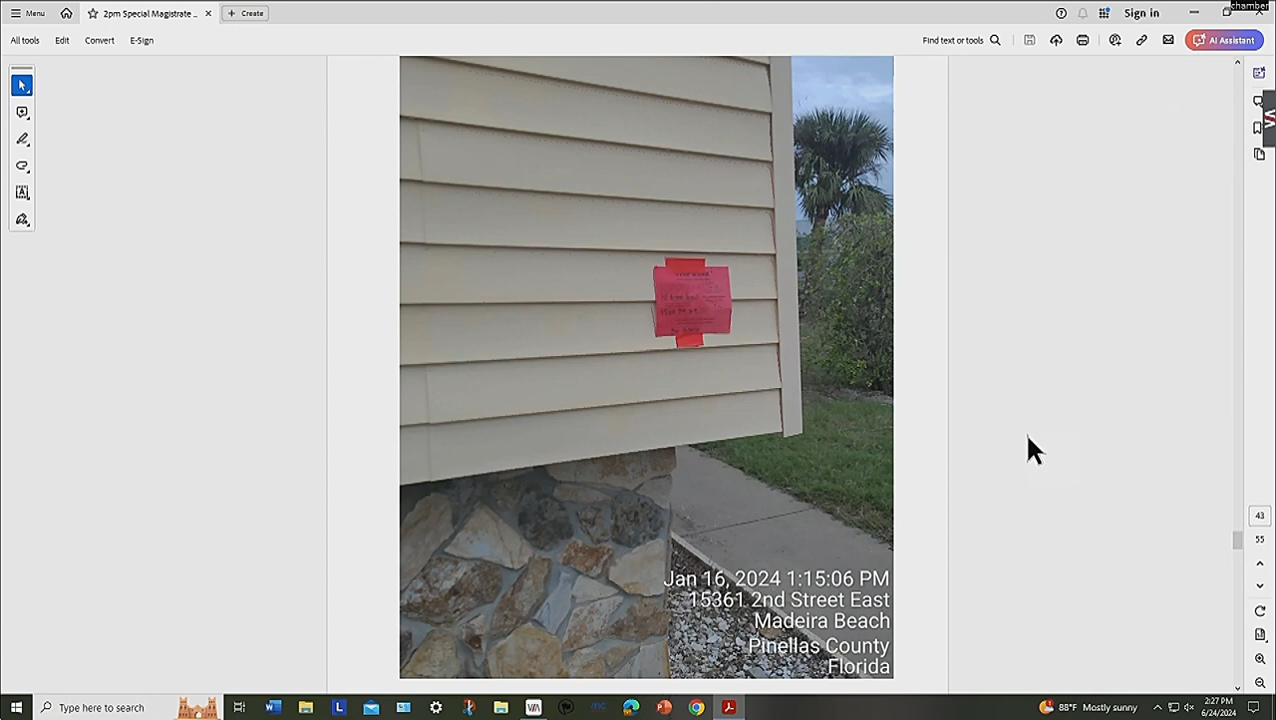 chamber
Menu
2pm Special Magistrate ...
Create
Sign in
All tools
Edit
Convert
E-Sign
Find text or tools
AI Assistant
Jan 16, 2024 1:15:06 PM
15361 2nd Street East
Madeira Beach
Pinellas County
Florida
43
55
Type here to search
88°F Mostly sunny
2:27 PM
6/24/2024